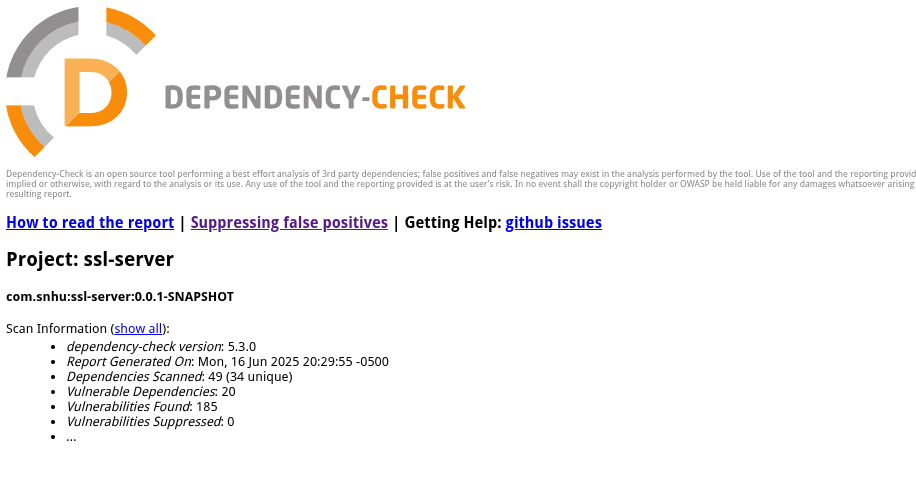 DEPENDENCY-CHECK
Dependency-Check is an open source tool performing a best effort analysis of 3rd party dependencies; false positives and false negatives may exist in the analysis performed by the tool. Use of the tool and the reporting provid
implied or otherwise, with regard to the analysis or its use. Any use of the tool and the reporting provided is at the user's risk. In no event shall the copyright holder or OWASP be held liable for any damages whatsoever arising
resulting report.
How to read the report | Suppressing false positives | Getting Help: github issues
Project: ssl-server
com.snhu:ssl-server:0.0.1-SNAPSHOT
Scan Information (show all):
• dependency-check version: 5.3.0
• Report Generated On: Mon, 16 Jun 2025 20:29:55 -0500
• Dependencies Scanned: 49 (34 unique)
• Vulnerable Dependencies: 20
• Vulnerabilities Found: 185
• Vulnerabilities Suppressed: 0
• ...